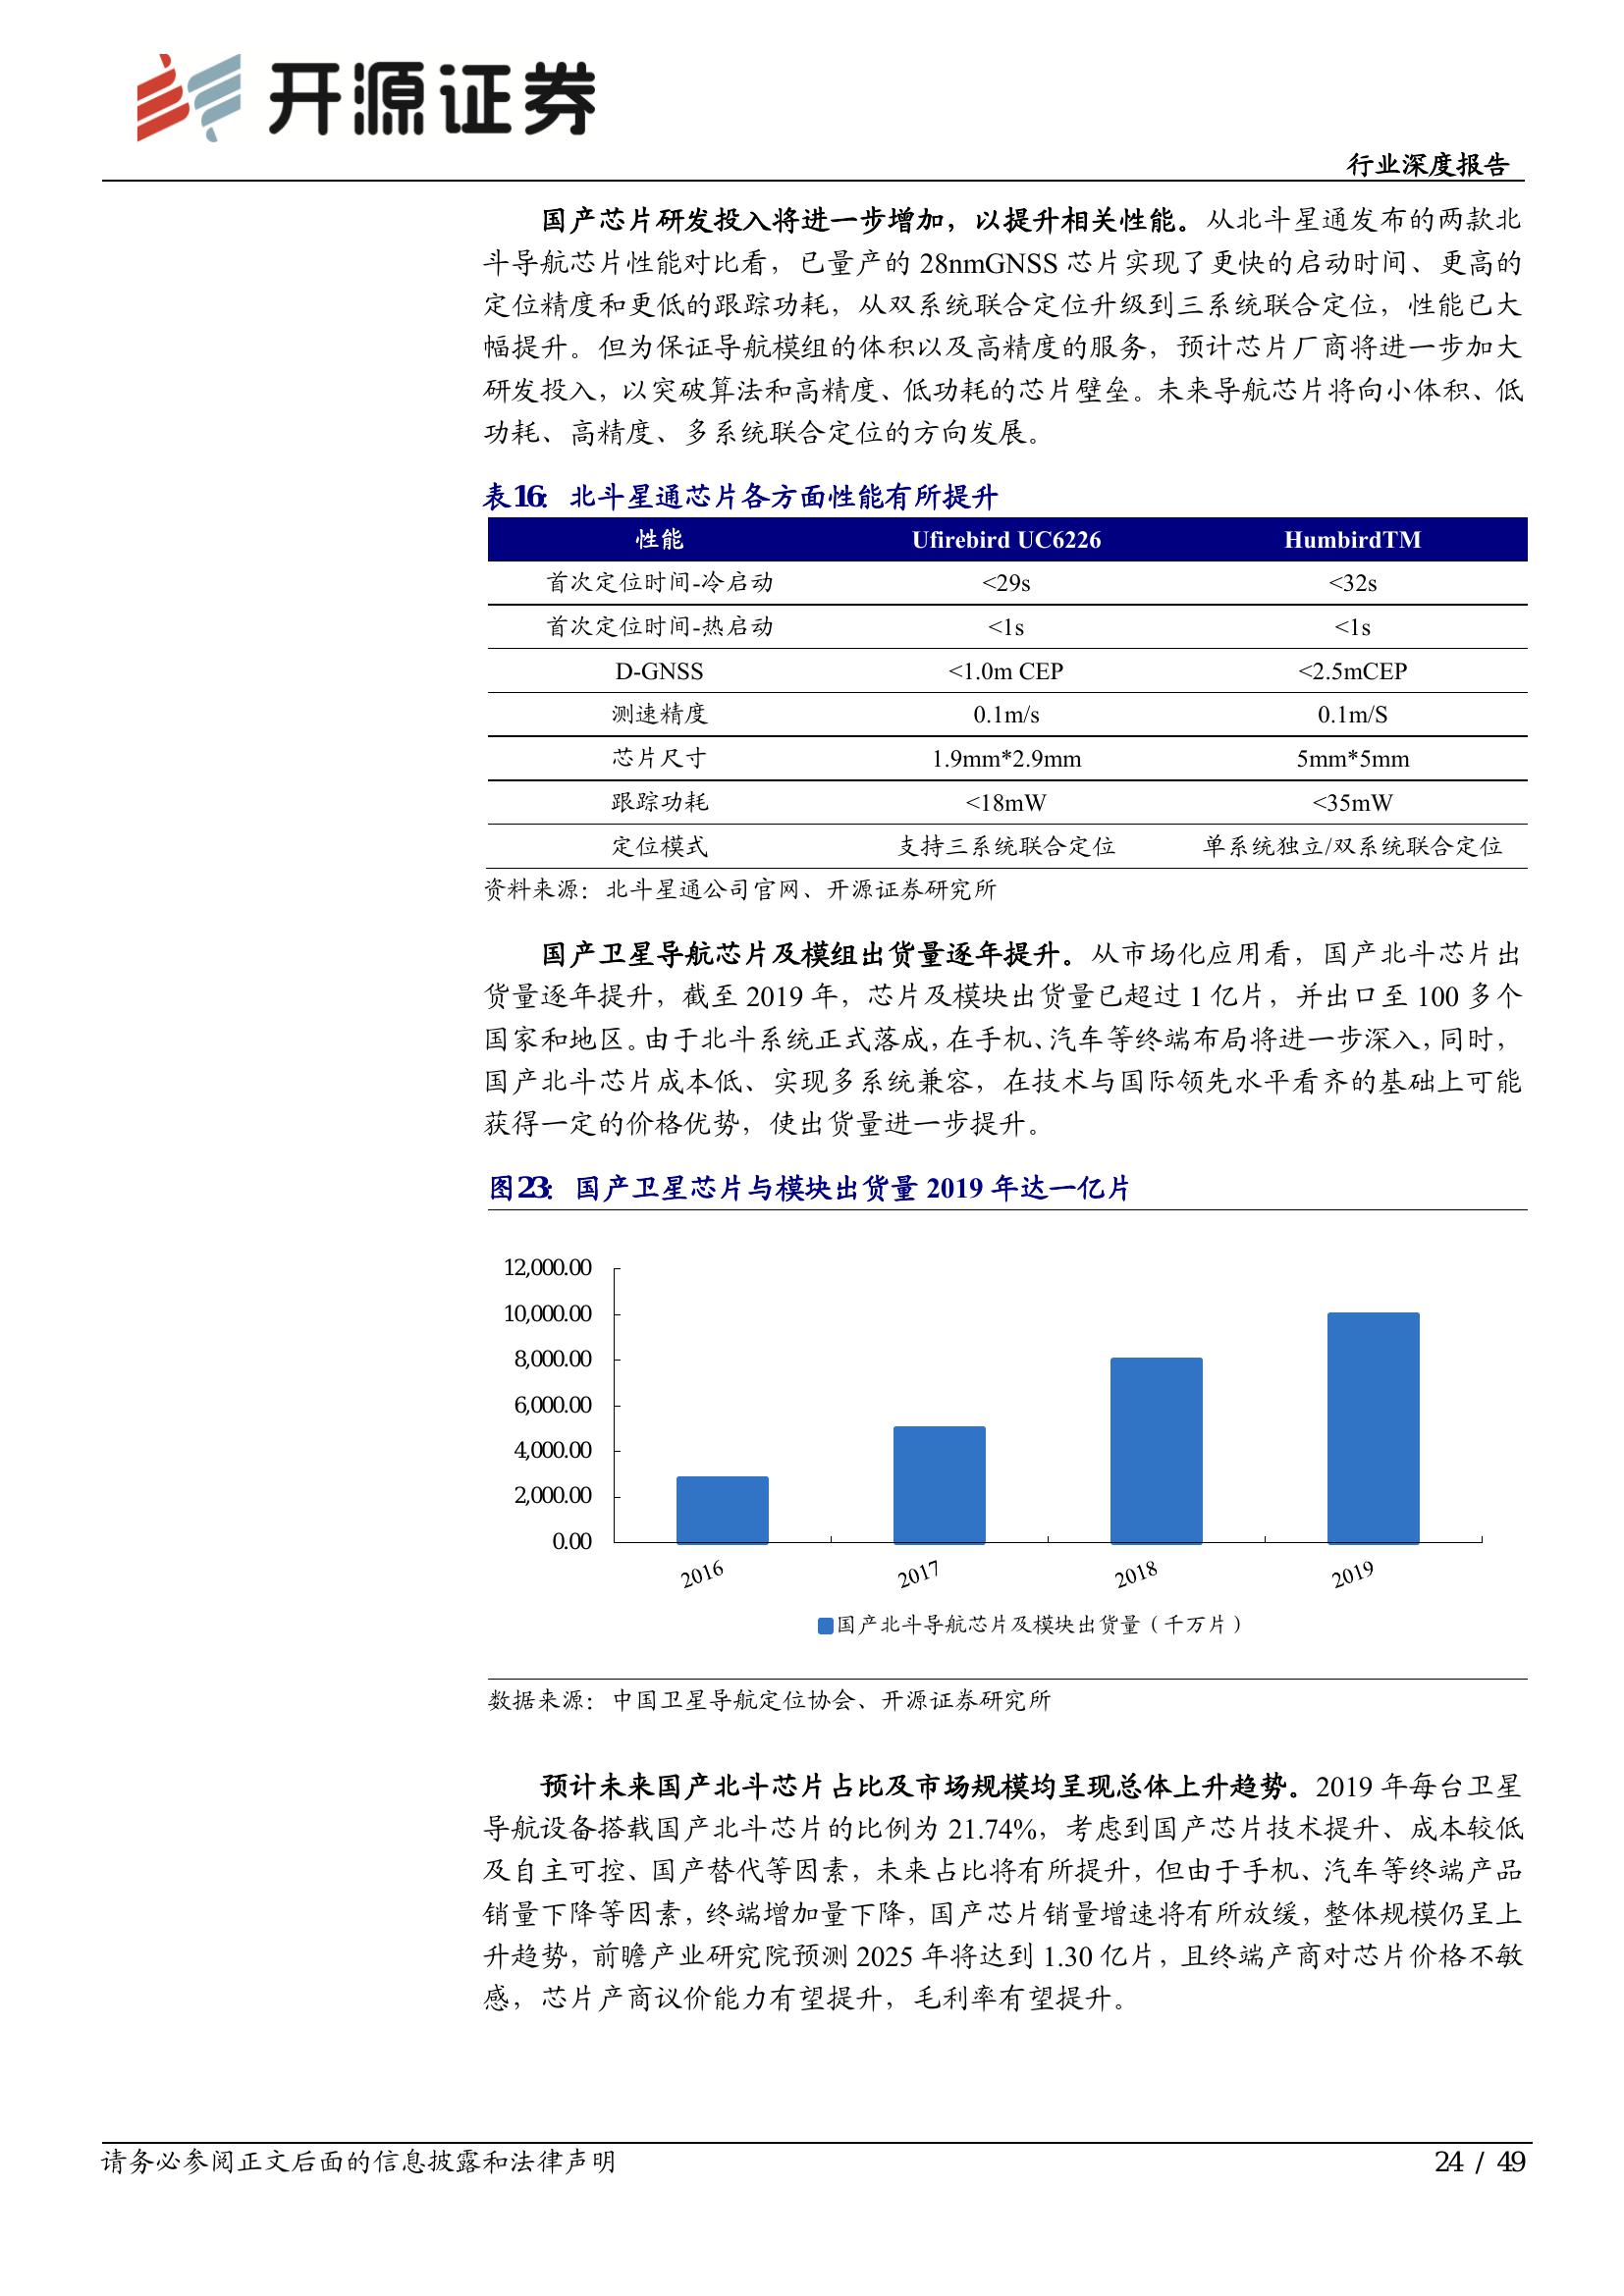 开源证券
行业深度报告
国产芯片研发投入将进一步增加，以提升相关性能。从北斗星通发布的两款北
斗导航芯片性能对比看，已量产的 28nmGNSS 芯片实现了更快的启动时间、更高的
定位精度和更低的跟踪功耗，从双系统联合定位升级到三系统联合定位，性能已大
幅提升。但为保证导航模组的体积以及高精度的服务，预计芯片厂商将进一步加大
研发投入，以突破算法和高精度、低功耗的芯片壁垒。未来导航芯片将向小体积、低
功耗、高精度、多系统联合定位的方向发展。
表16：北斗星通芯片各方面性能有所提升
性能 Ufirebird UC6226 HumbirdTM
首次定位时间-冷启动 <29s <32s
首次定位时间-热启动 <1s <1s
D-GNSS <1.0m CEP <2.5mCEP
测速精度 0.1m/s 0.1m/S
芯片尺寸 1.9mm*2.9mm 5mm*5mm
跟踪功耗 <18mW <35mW
定位模式 支持三系统联合定位 单系统独立/双系统联合定位
资料来源：北斗星通公司官网、开源证券研究所
国产卫星导航芯片及模组出货量逐年提升。从市场化应用看，国产北斗芯片出
货量逐年提升，截至 2019 年，芯片及模块出货量已超过 1 亿片，并出口至 100 多个
国家和地区。由于北斗系统正式落成，在手机、汽车等终端布局将进一步深入，同时，
国产北斗芯片成本低、实现多系统兼容，在技术与国际领先水平看齐的基础上可能
获得一定的价格优势，使出货量进一步提升。
图23：国产卫星芯片与模块出货量 2019 年达一亿片
12,000.00
10,000.00
8,000.00
6,000.00
4,000.00
2,000.00
0.00
2016 2017 2018 2019
国产北斗导航芯片及模块出货量（千万片）
数据来源：中国卫星导航定位协会、开源证券研究所
预计未来国产北斗芯片占比及市场规模均呈现总体上升趋势。2019 年每台卫星
导航设备搭载国产北斗芯片的比例为 21.74%，考虑到国产芯片技术提升、成本较低
及自主可控、国产替代等因素，未来占比将有所提升，但由于手机、汽车等终端产品
销量下降等因素，终端增加量下降，国产芯片销量增速将有所放缓，整体规模仍呈上
升趋势，前瞻产业研究院预测 2025 年将达到 1.30 亿片，且终端产商对芯片价格不敏
感，芯片产商议价能力有望提升，毛利率有望提升。
请务必参阅正文后面的信息披露和法律声明
24 / 49